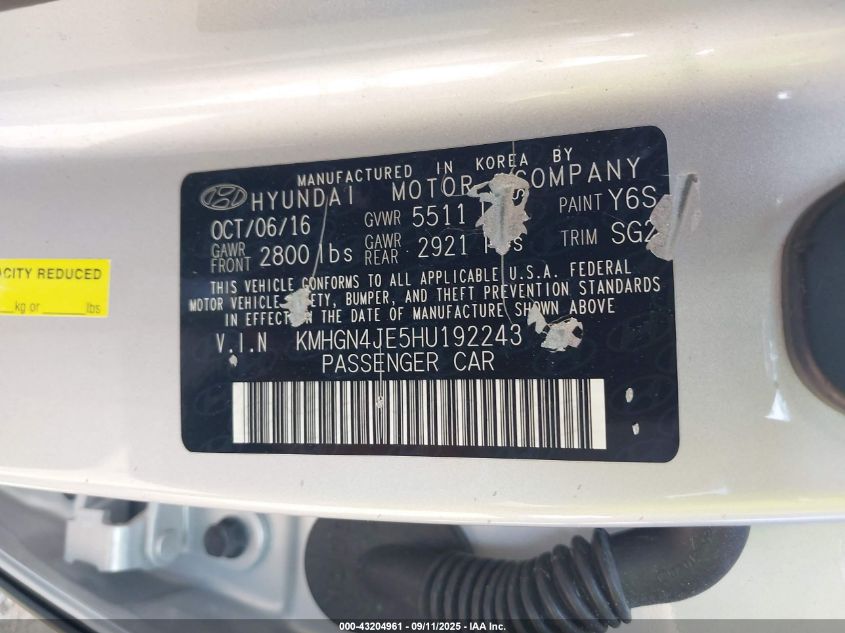 MANUFACTURED IN KOREA BY
HYUNDAI MOTOR COMPANY
OCT/06/16 GVWR 5511 PAINT Y6S
GAWR FRONT 2800 lbs GAWR REAR 2921 TRIM SG2
THIS VEHICLE CONFORMS TO ALL APPLICABLE U.S.A. FEDERAL
MOTOR VEHICLE BUMPER, AND THEFT PREVENTION STANDARDS
IN EFFECT THE DATE OF MANUFACTURE SHOWN ABOVE
V.I.N KMHGN4JE5HU192243
PASSENGER CAR
ACITY REDUCED
kg or lbs
000-43204961 - 09/11/2025 - IAA Inc.